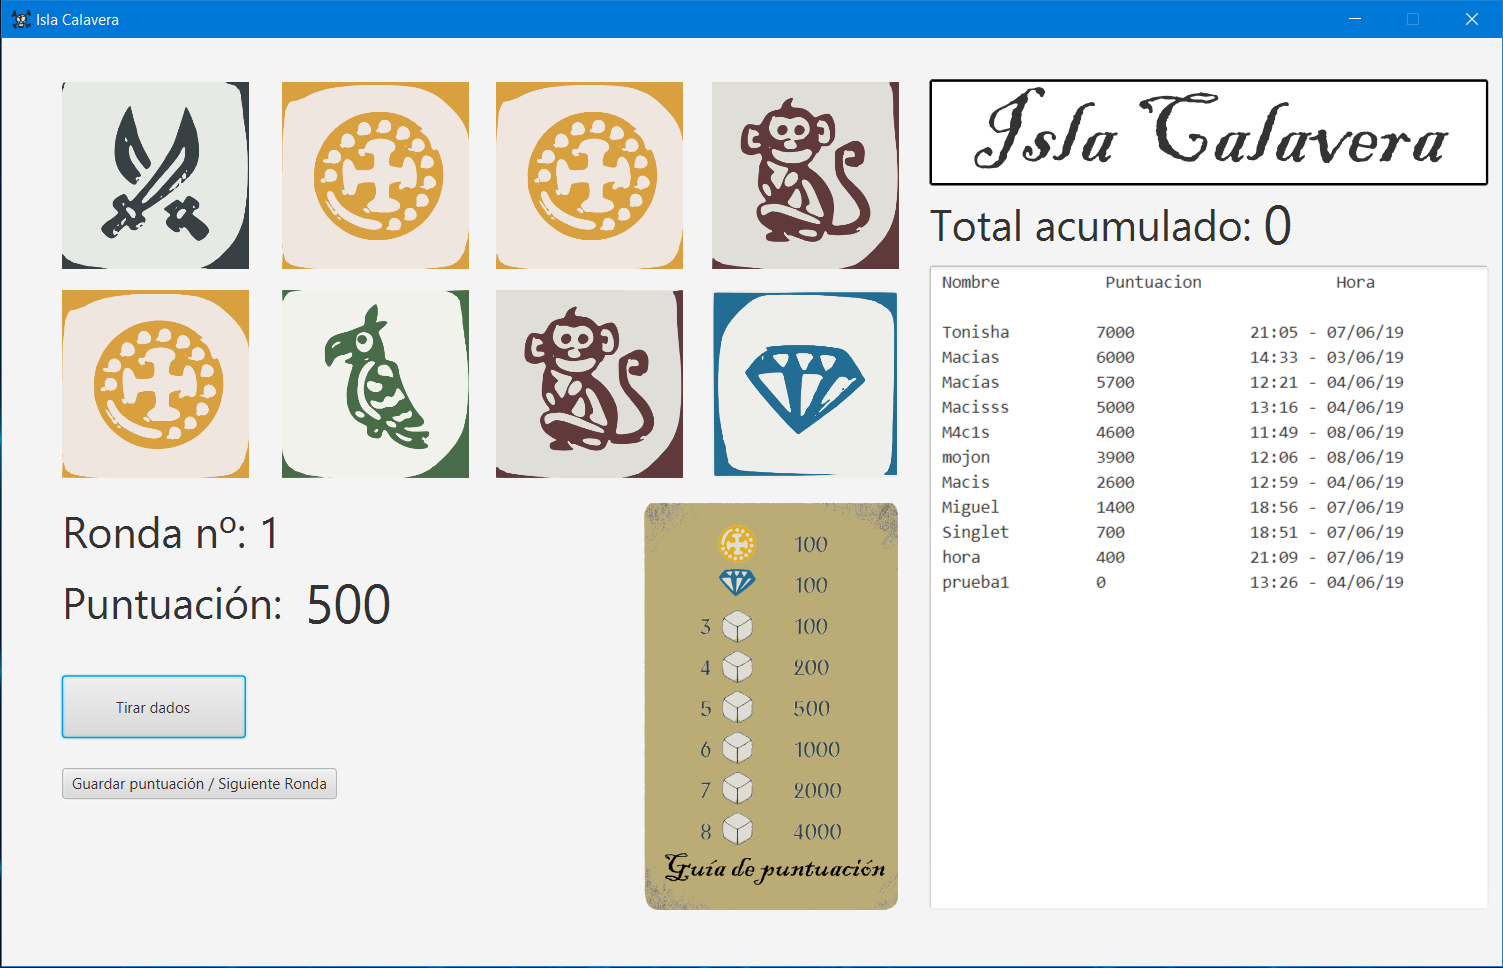 Isla Calavera
Isla Calavera
Total acumulado: 0
Nombre Puntuacion Hora
Tonisha 7000 21:05 - 07/06/19
Macias 6000 14:33 - 03/06/19
Macías 5700 12:21 - 04/06/19
Macisss 5000 13:16 - 04/06/19
M4c1s 4600 11:49 - 08/06/19
mojon 3900 12:06 - 08/06/19
Macis 2600 12:59 - 04/06/19
Miguel 1400 18:56 - 07/06/19
Singlet 700 18:51 - 07/06/19
hora 400 21:09 - 07/06/19
prueba1 0 13:26 - 04/06/19
Ronda nº: 1
Puntuación: 500
Tirar dados
Guardar puntuación / Siguiente Ronda
100
100
3 100
4 200
5 500
6 1000
7 2000
8 4000
Guía de puntuación